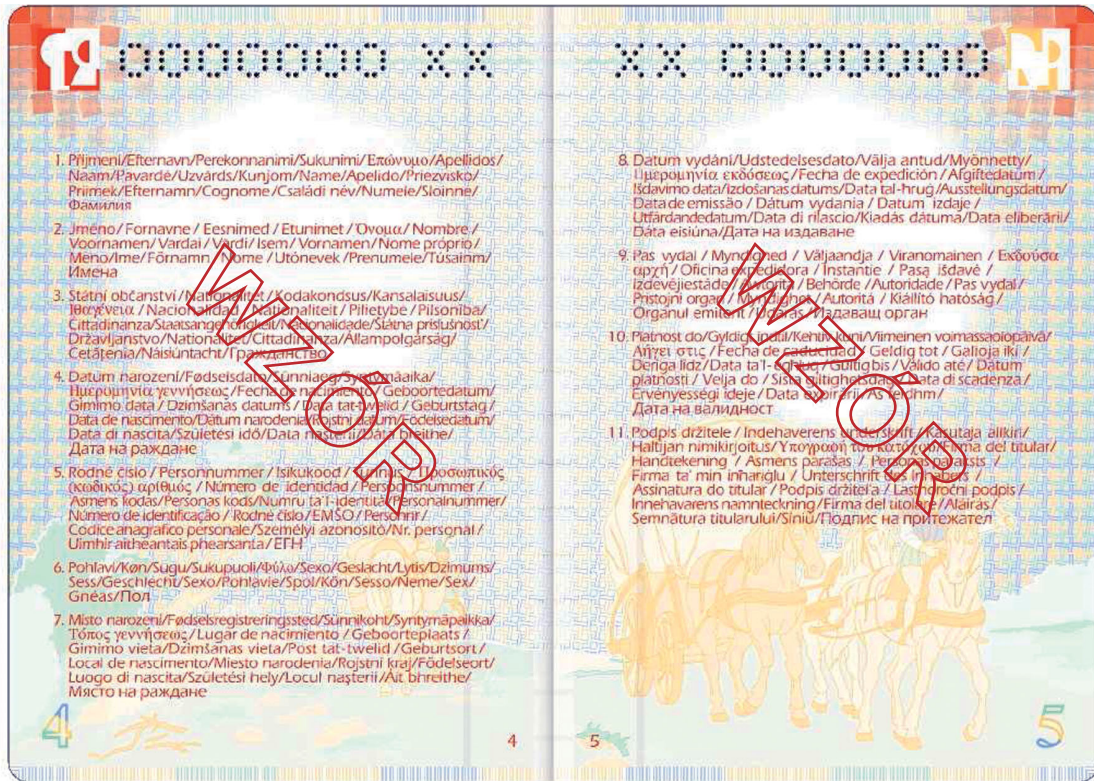 0000000 XX
1. Příjmení/Efternavn/Perekonnanimi/Sukunimi/Επώνυμο/Apellidos/
Naam/Pavardė/Uzvārds/Kunjom/Name/Apelido/Priezvisko/
Priimek/Efternamn/Cognome/Családi név/Numele/Sloinne/
Фамилия
2. Jméno/Fornavne/Eesnimed/Etunimet/Όνομα/Nombre/
Voornamen/Vardai/Vārdi/Isem/Vornamen/Nome próprio/
Meno/Ime/Förnamn/Nome/Utónevek/Prenumele/Túsainm/
Имена
3. Státní občanství/Nationalitet/Kodakondsus/Kansalaisuus/
Ιθαγένεια/Nacionalidad/Nationaliteit/Pilietybe/Pilsonība/
Cittadinanza/Staatsangehörigkeit/Nacionalidade/Štátna príslušnosť/
Državljanstvo/Nationalitet/Cittadinanza/Állampolgárság/
Cetăţenia/Náisiúntacht/Гражданство
4. Datum narození/Fødselsdato/Sünniaeg/Syntymäaika/
Ημερομηνία γεννήσεως/Fecha de nacimiento/Geboortedatum/
Gimimo data/Dzimšanas datums/Data tat-twelid/Geburtstag/
Data de nascimento/Dátum narodenia/Rojstni datum/Födelsedatum/
Data di nascita/Születési idő/Data naşterii/Dáta breithe/
Дата на раждане
5. Rodné číslo/Personnummer/Isikukood/Tunnus/Προσωπικός
(κωδικός) αριθμός/Número de identidad/Persoonsnummer/
Asmens kodas/Personas kods/Numru ta'l-identità/Personalnummer/
Número de identificação/Rodné číslo/EMŠO/Personnr/
Codice anagrafico personale/Személyi azonosító/Nr. personal/
Uimhir aitheantais phearsanta/ЕГН
6. Pohlaví/Køn/Sugu/Sukupuoli/Φύλο/Sexo/Geslacht/Lytis/Dzimums/
Sess/Geschlecht/Sexo/Pohlavie/Spol/Kön/Sesso/Neme/Sex/
Gnéas/Пол
7. Místo narození/Fødselsregistreringssted/Sünnikoht/Syntymäpaikka/
Τόπος γεννήσεως/Lugar de nacimiento/Geboorteplaats/
Gimimo vieta/Dzimšanas vieta/Post tat-twelid/Geburtsort/
Local de nascimento/Miesto narodenia/Rojstni kraj/Födelseort/
Luogo di nascita/Születési hely/Locul naşterii/Áit bhreithe/
Място на раждане
WZÓR
4
4
XX 0000000
8. Datum vydání/Udstedelsesdato/Välja antud/Myönnetty/
Ημερομηνία εκδόσεως/Fecha de expedición/Afgiftedatum/
Išdavimo data/izdošanas datums/Data tal-hrug/Ausstellungsdatum/
Data de emissão/Dátum vydania/Datum izdaje/
Utfärdandedatum/Data di rilascio/Kiadás dátuma/Data eliberării/
Data eisiúna/Дата на издаване
9. Pas vydal/Myndighed/Väljaandja/Viranomainen/Εκδούσα
αρχή/Oficina expedidora/Instantie/Pasą išdavė/
Izdevējiestāde/Awtorità/Behörde/Autoridade/Pas vydal/
Pristojni organ/Myndighet/Autorità/Kiállító hatóság/
Organul emitent/Údarás/Издаващ орган
10. Platnost do/Gyldig indtil/Kehtiv kuni/Viimeinen voimassaolopäivä/
Λήγει στις/Fecha de caducidad/Geldig tot/Galioja iki/
Derīga līdz/Data ta'l-għluq/Gültig bis/Válido até/Dátum
platnosti/Velja do/Sista giltighetsdag/Data di scadenza/
Érvényességi ideje/Data expirării/As feidhm/
Дата на валидност
11. Podpis držitele/Indehaverens underskrift/Kasutaja allkiri/
Haltijan nimikirjoitus/Υπογραφή του κατόχου/Firma del titular/
Handtekening/Asmens parašas/Personas paraksts/
Firma ta' min inħarġlu/Unterschrift des Inhabers/
Assinatura do titular/Podpis držiteľa/Lastnoročni podpis/
Innehavarens namnteckning/Firma del titolare/Aláírás/
Semnătura titularului/Síniú/Подпис на притежател
WZÓR
5
5